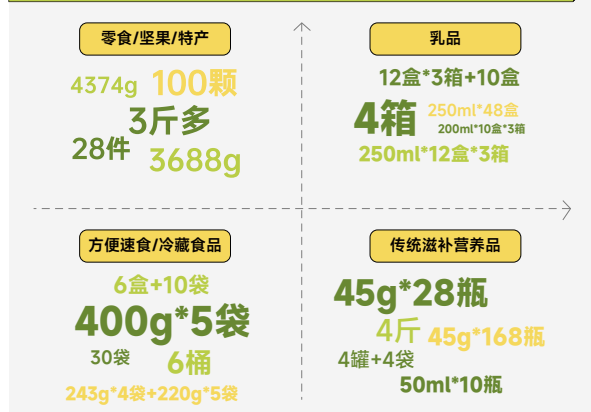 零食/坚果/特产
4374g 100颗
3斤多
28件 3688g
乳品
12盒*3箱+10盒
4箱 250ml*48盒
200ml*10盒*3箱
250ml*12盒*3箱
方便速食/冷藏食品
6盒+10袋
400g*5袋
30袋 6桶
243g*4袋+220g*5袋
传统滋补营养品
45g*28瓶
4斤 45g*168瓶
4罐+4袋
50ml*10瓶